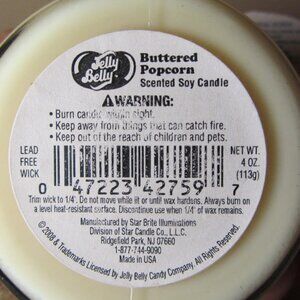 Jelly Belly
Buttered
Popcorn
Scented Soy Candle
WARNING:
• Burn candle within sight.
• Keep away from things that can catch fire.
• Keep out of the reach of children and pets.
LEAD
FREE
WICK
NET WT.
4 OZ.
(113g)
0 47223 42759 7
Trim wick to 1/4". Do not move while lit or until wax hardens. Always burn on
a level heat-resistant surface. Discontinue use when 1/4" of wax remains.
Manufactured by Star Brite Illuminations
Division of Star Candle Co., L.L.C.
Ridgefield Park, NJ 07660
1-877-744-9090
Made in USA
© 2008 & Trademarks Licensed by Jelly Belly Candy Company. All Rights